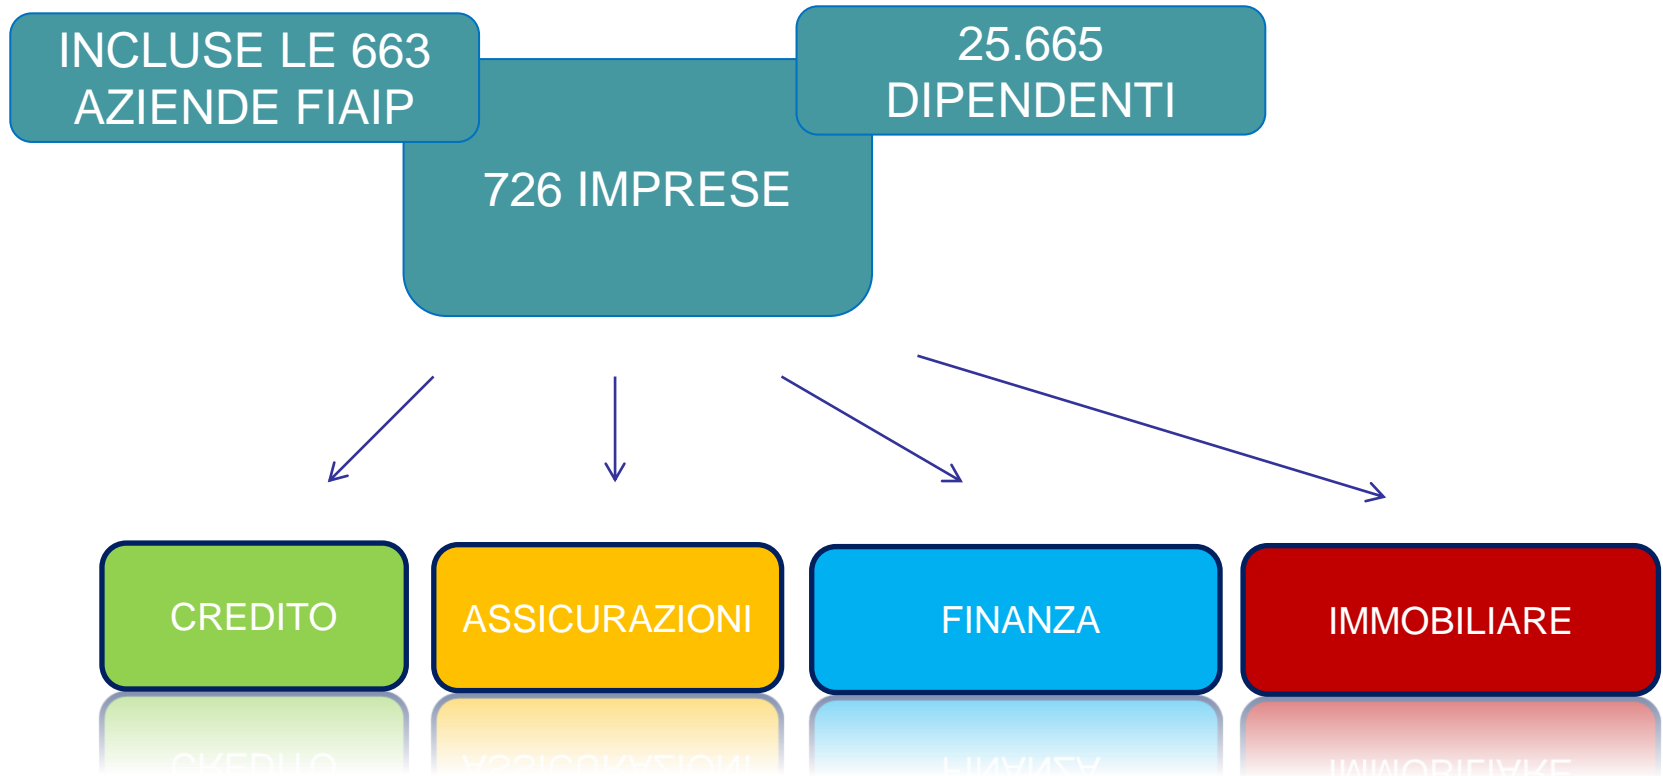 INCLUSE LE 663
AZIENDE FIAIP
25.665
DIPENDENTI
726 IMPRESE
CREDITO
ASSICURAZIONI
FINANZA
IMMOBILIARE